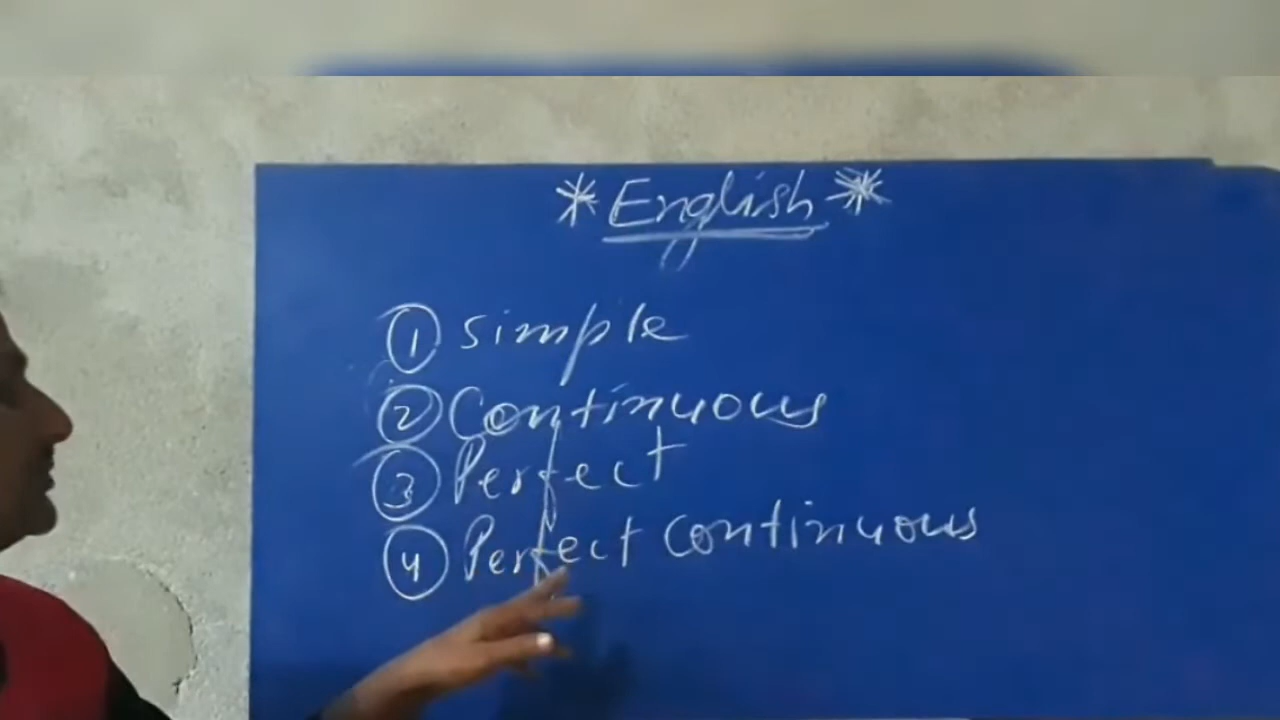 * English *
① simple
② Continuous
③ Perfect
④ Perfect continuous